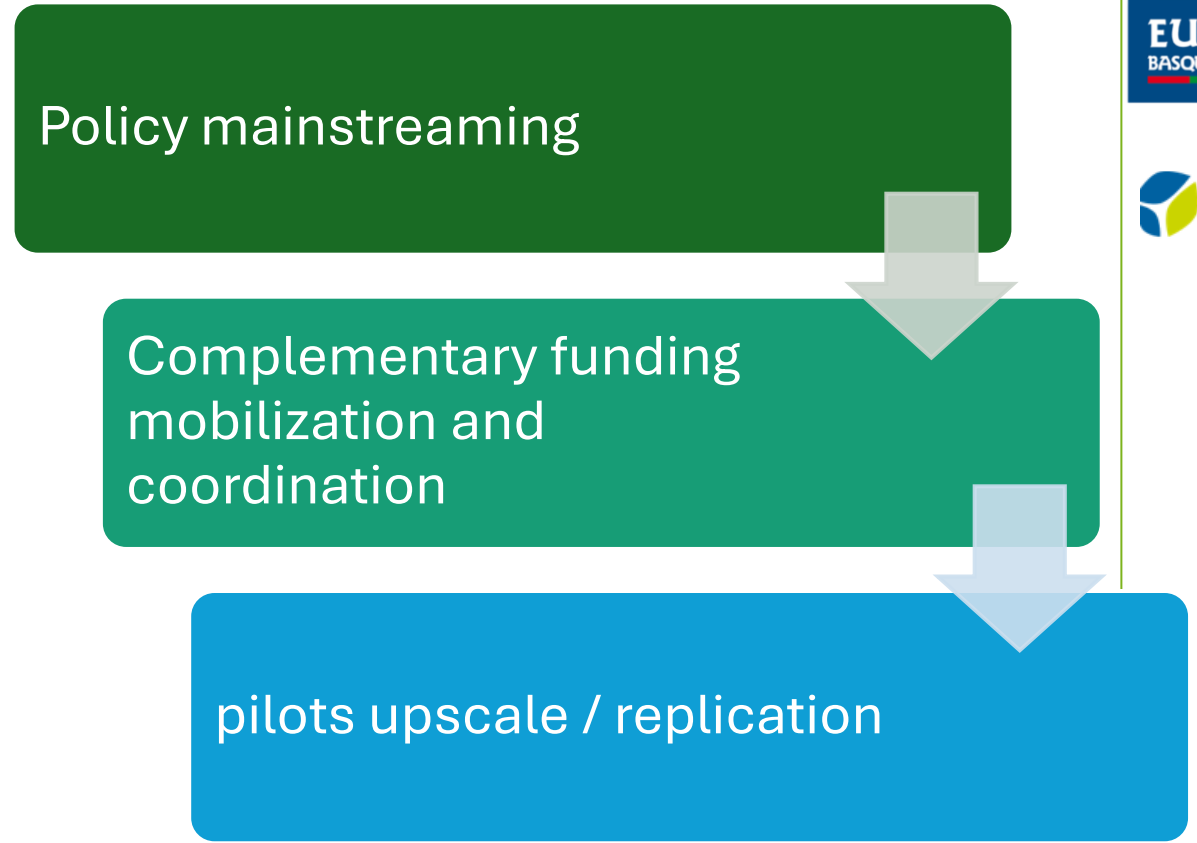 Policy mainstreaming
Complementary funding
mobilization and
coordination
pilots upscale / replication